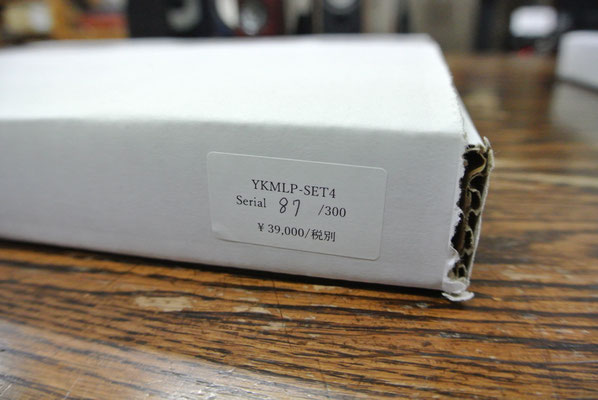 YKMLP-SET4
Serial 87 /300
¥ 39,000/税別